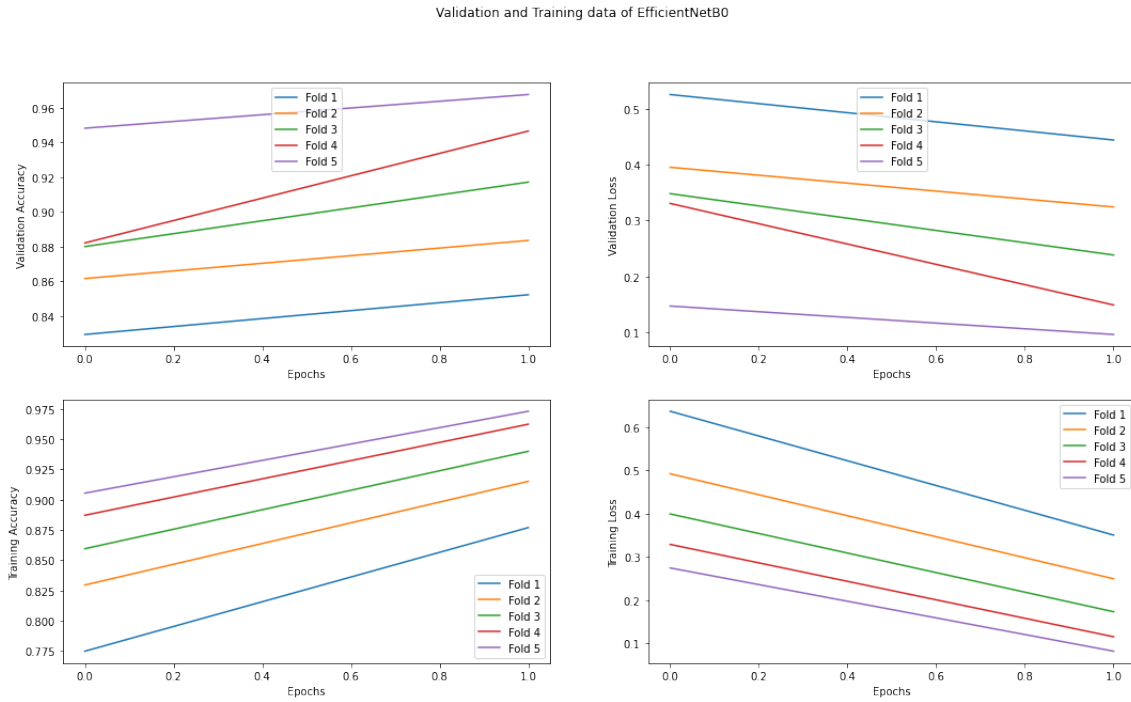 Validation and Training data of EfficientNetB0
Validation Accuracy
0.96
0.94
0.92
0.90
0.88
0.86
0.84
Fold 1
Fold 2
Fold 3
Fold 4
Fold 5
0.0 0.2 0.4 0.6 0.8 1.0
Epochs
Validation Loss
0.5
0.4
0.3
0.2
0.1
Fold 1
Fold 2
Fold 3
Fold 4
Fold 5
0.0 0.2 0.4 0.6 0.8 1.0
Epochs
Training Accuracy
0.975
0.950
0.925
0.900
0.875
0.850
0.825
0.800
0.775
Fold 1
Fold 2
Fold 3
Fold 4
Fold 5
0.0 0.2 0.4 0.6 0.8 1.0
Epochs
Training Loss
0.6
0.5
0.4
0.3
0.2
0.1
Fold 1
Fold 2
Fold 3
Fold 4
Fold 5
0.0 0.2 0.4 0.6 0.8 1.0
Epochs